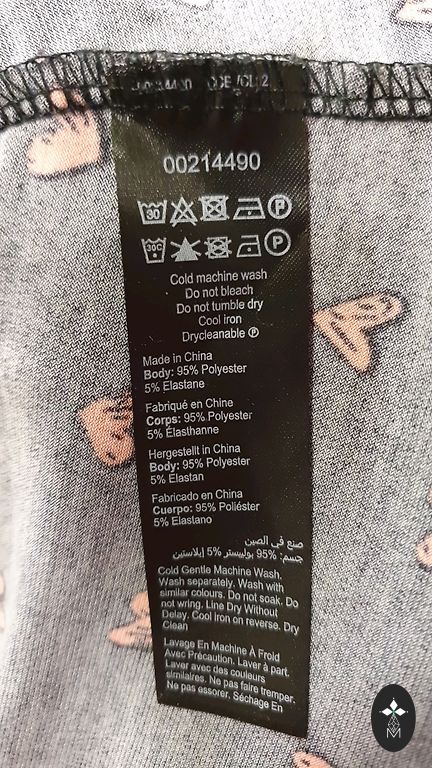 00214490
30 P
30C P
Cold machine wash
Do not bleach
Do not tumble dry
Cool iron
Drycleanable Ⓟ
Made in China
Body: 95% Polyester
5% Elastane
Fabriqué en Chine
Corps: 95% Polyester
5% Élasthanne
Hergestellt in China
Body: 95% Polyester
5% Elastan
Fabricado en China
Cuerpo: 95% Poliéster
5% Elastano
صنع في الصين
جسم: %95 بوليستر %5 إيلاستين
Cold Gentle Machine Wash.
Wash separately. Wash with
similar colours. Do not soak. Do
not wring. Line Dry Without
Delay. Cool iron on reverse. Dry
Clean
Lavage En Machine À Froid
Avec Précaution. Laver à part.
Laver avec des couleurs
similaires. Ne pas faire tremper.
Ne pas essorer. Séchage En
M